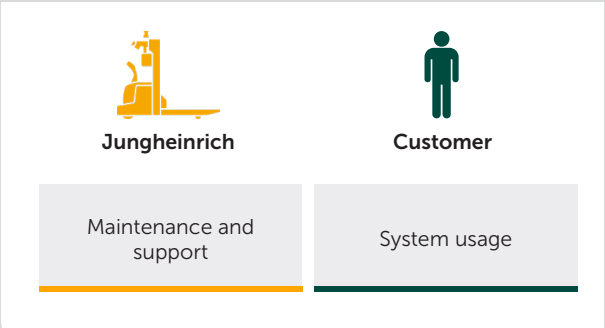 Jungheinrich
Customer
Maintenance and
support
System usage